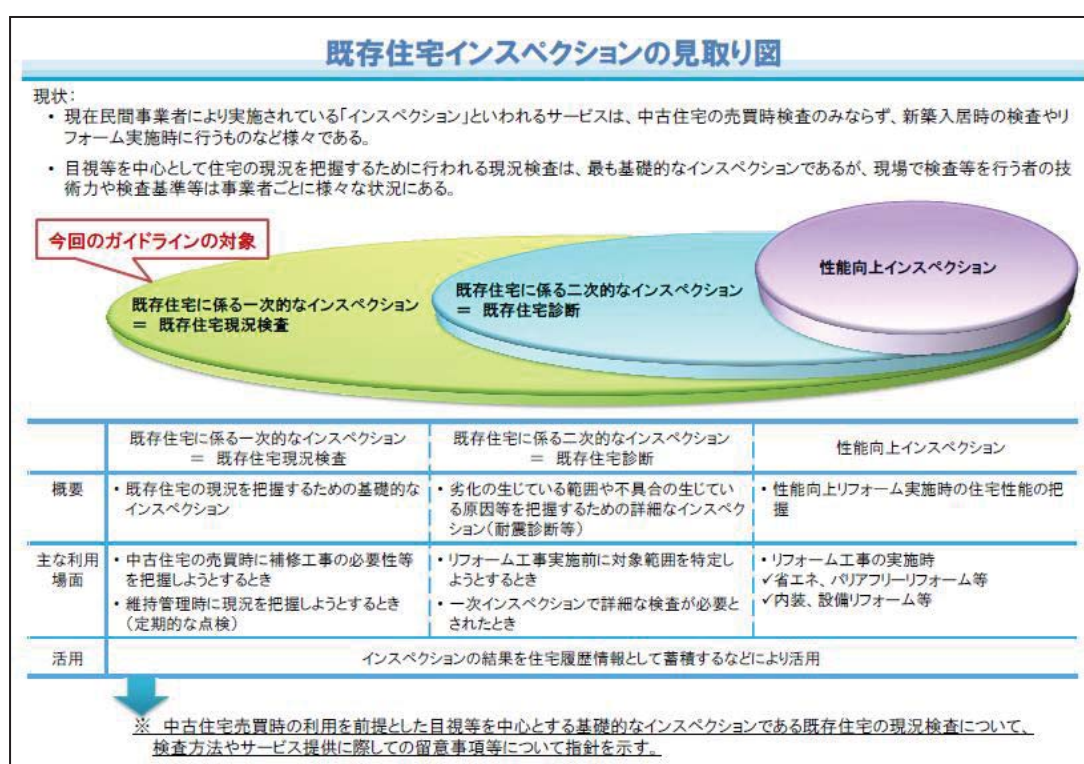 既存住宅インスペクションの見取り図
現状:
• 現在民間事業者により実施されている「インスペクション」といわれるサービスは、中古住宅の売買時検査のみならず、新築入居時の検査やリ
フォーム実施時に行うものなど様々である。
• 目視等を中心として住宅の現況を把握するために行われる現況検査は、最も基礎的なインスペクションであるが、現場で検査等を行う者の技
術力や検査基準等は事業者ごとに様々な状況にある。
今回のガイドラインの対象
既存住宅に係る一次的なインスペクション
＝ 既存住宅現況検査
既存住宅に係る二次的なインスペクション
＝ 既存住宅診断
性能向上インスペクション
既存住宅に係る一次的なインスペクション
＝ 既存住宅現況検査
既存住宅に係る二次的なインスペクション
＝ 既存住宅診断
性能向上インスペクション
概要
• 既存住宅の現況を把握するための基礎的な
インスペクション
• 劣化の生じている範囲や不具合の生じてい
る原因等を把握するための詳細なインスペク
ション(耐震診断等)
• 性能向上リフォーム実施時の住宅性能の把
握
主な利用
場面
• 中古住宅の売買時に補修工事の必要性等
を把握しようとするとき
• 維持管理時に現況を把握しようとするとき
(定期的な点検)
• リフォーム工事実施前に対象範囲を特定し
ようとするとき
• 一次インスペクションで詳細な検査が必要と
されたとき
• リフォーム工事の実施時
✓省エネ、バリアフリーリフォーム等
✓内装、設備リフォーム等
活用
インスペクションの結果を住宅履歴情報として蓄積するなどにより活用
※ 中古住宅売買時の利用を前提とした目視等を中心とする基礎的なインスペクションである既存住宅の現況検査について、
検査方法やサービス提供に際しての留意事項等について指針を示す。